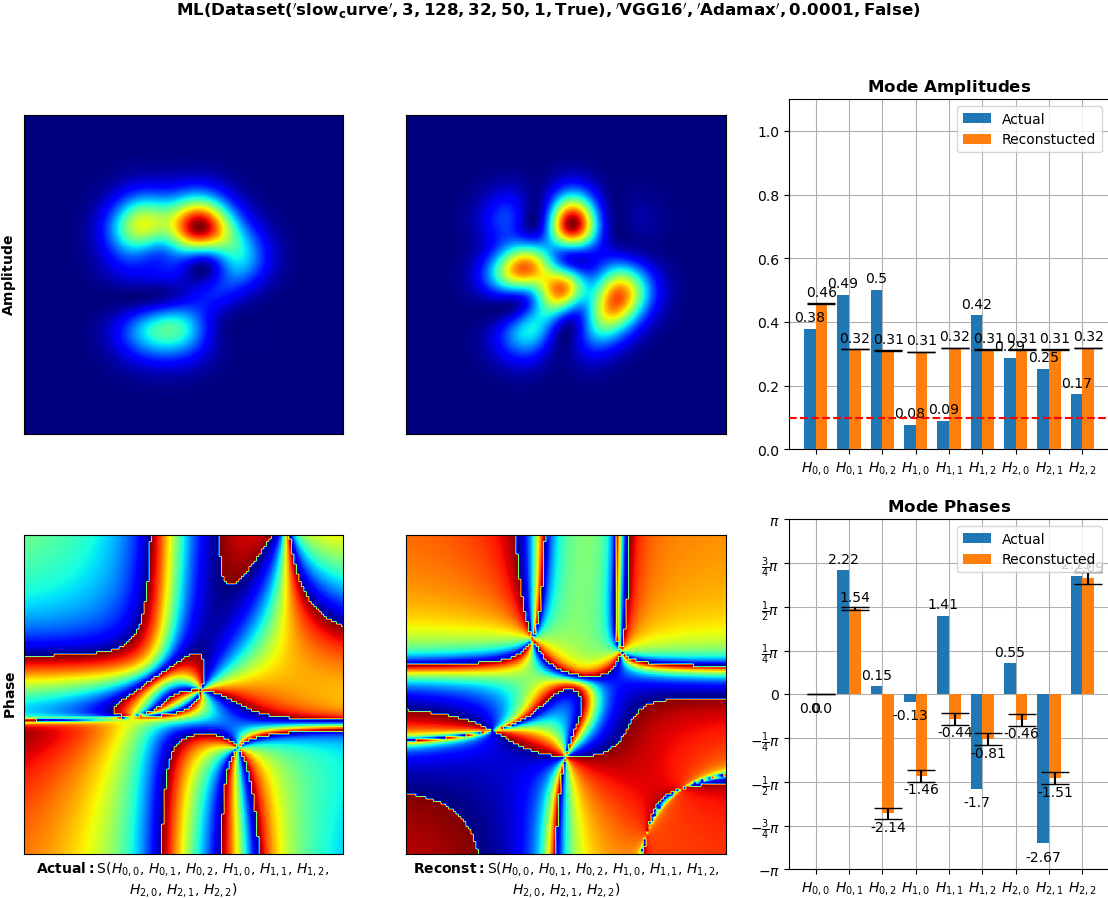 ML(Dataset('slow_curve', 3, 128, 32, 50, 1, True), 'VGG16', 'Adamax', 0.0001, False)
Amplitude
Mode Amplitudes
Actual
Reconstucted
1.0
0.8
0.6
0.4
0.2
0.0
0.38
0.46
0.49
0.32
0.5
0.31
0.08
0.31
0.09
0.32
0.42
0.31
0.29
0.31
0.25
0.31
0.17
0.32
H0,0 H0,1 H0,2 H1,0 H1,1 H1,2 H2,0 H2,1 H2,2
Phase
Actual: S(H0,0, H0,1, H0,2, H1,0, H1,1, H1,2,
H2,0, H2,1, H2,2)
Reconst: S(H0,0, H0,1, H0,2, H1,0, H1,1, H1,2,
H2,0, H2,1, H2,2)
Mode Phases
Actual
Reconstucted
π
3/4π
1/2π
1/4π
0
−1/4π
−1/2π
−3/4π
−π
0.0
0.0
2.22
1.54
0.15
-2.14
-0.13
-1.46
1.41
-0.44
-1.7
-0.81
0.55
-0.46
-2.67
-1.51
H0,0 H0,1 H0,2 H1,0 H1,1 H1,2 H2,0 H2,1 H2,2